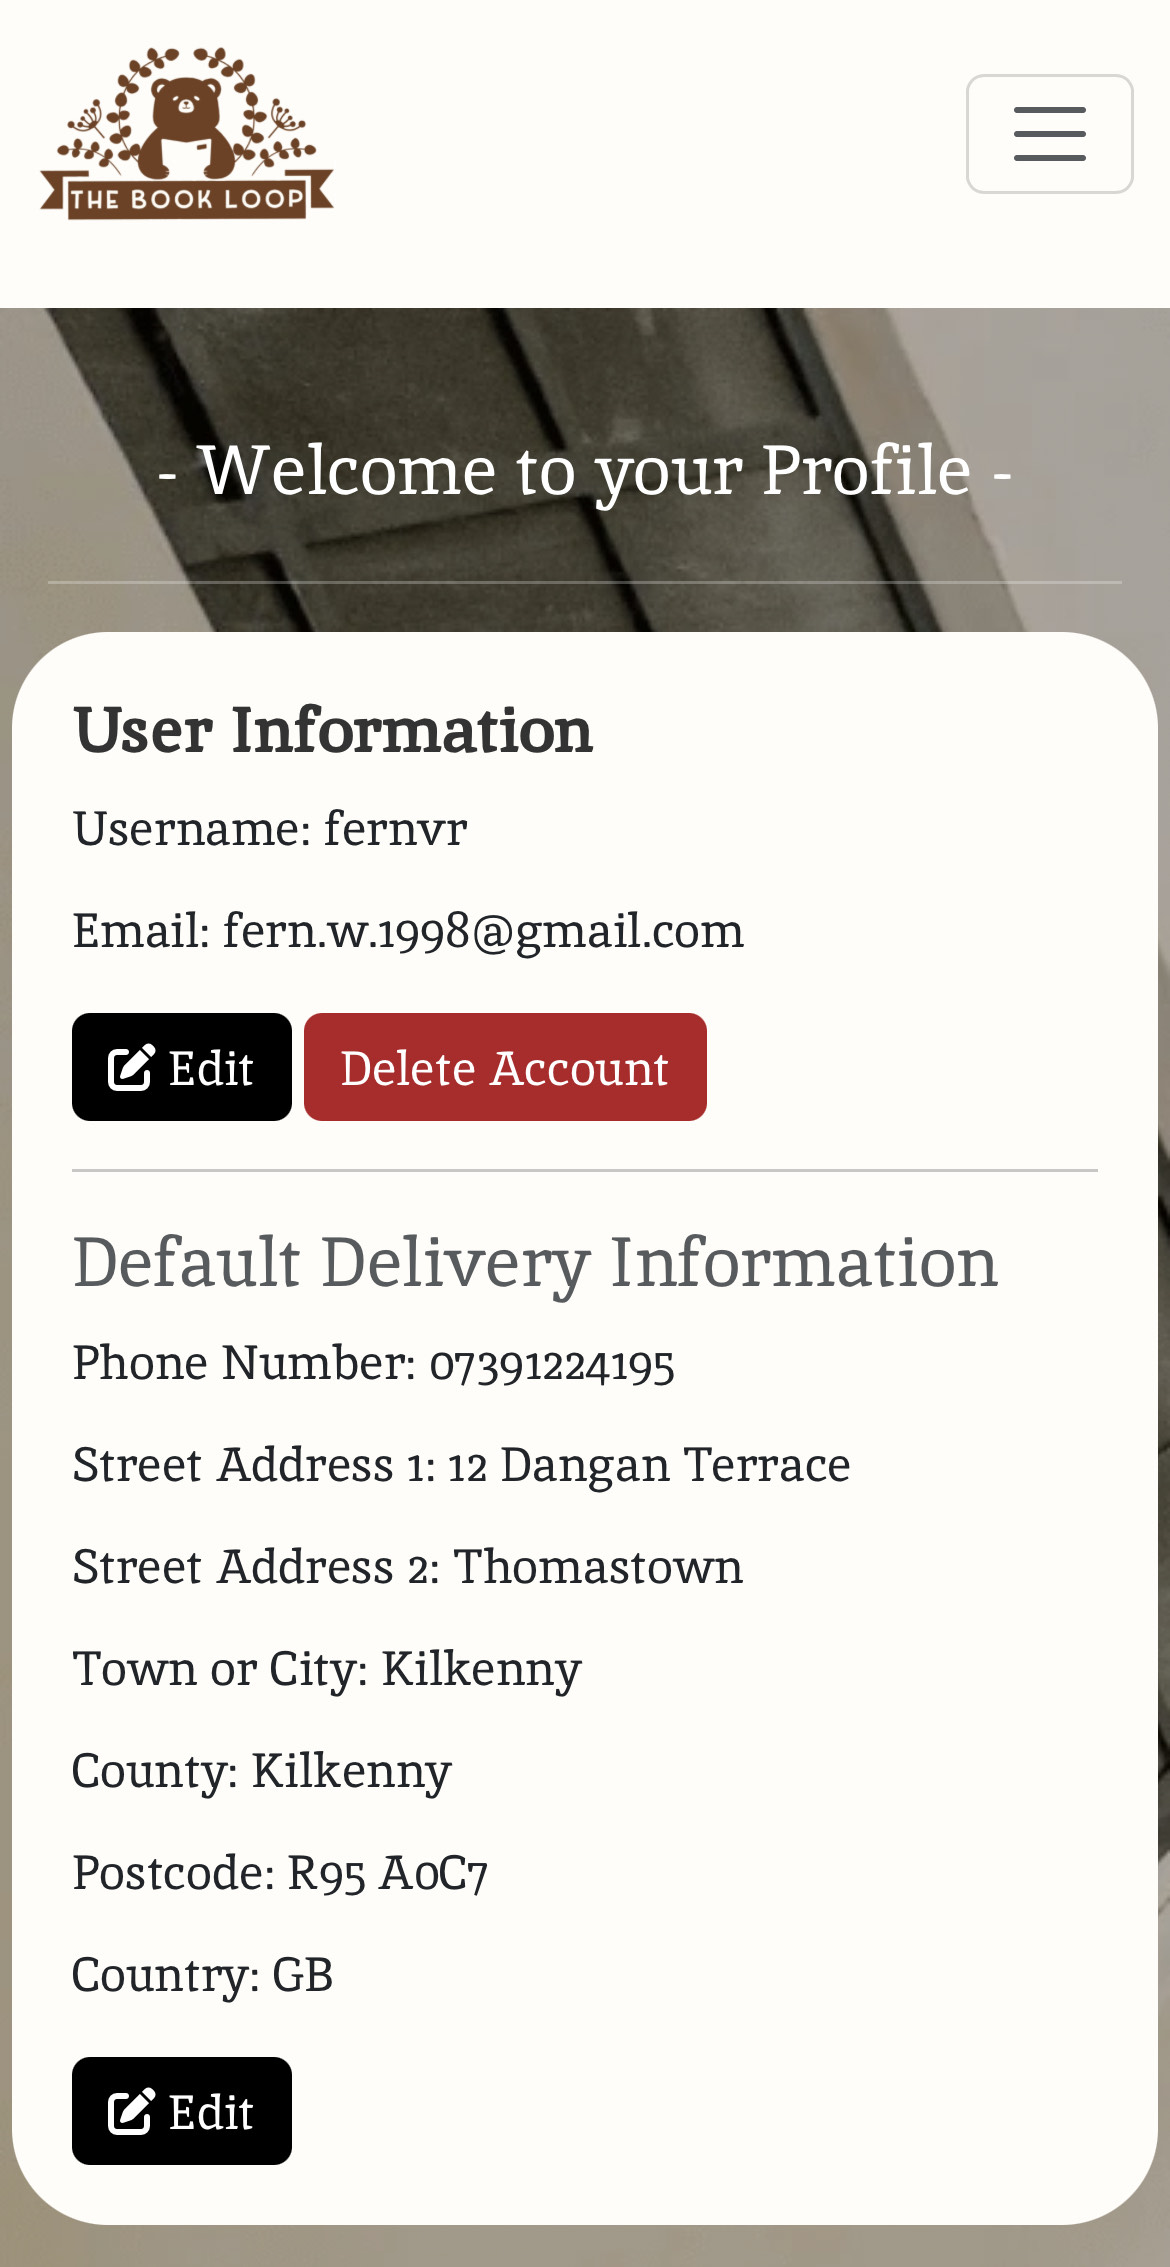 THE BOOK LOOP
- Welcome to your Profile -
User Information
Username: fernvr
Email: fern.w.1998@gmail.com
Edit
Delete Account
Default Delivery Information
Phone Number: 07391224195
Street Address 1: 12 Dangan Terrace
Street Address 2: Thomastown
Town or City: Kilkenny
County: Kilkenny
Postcode: R95 A0C7
Country: GB
Edit